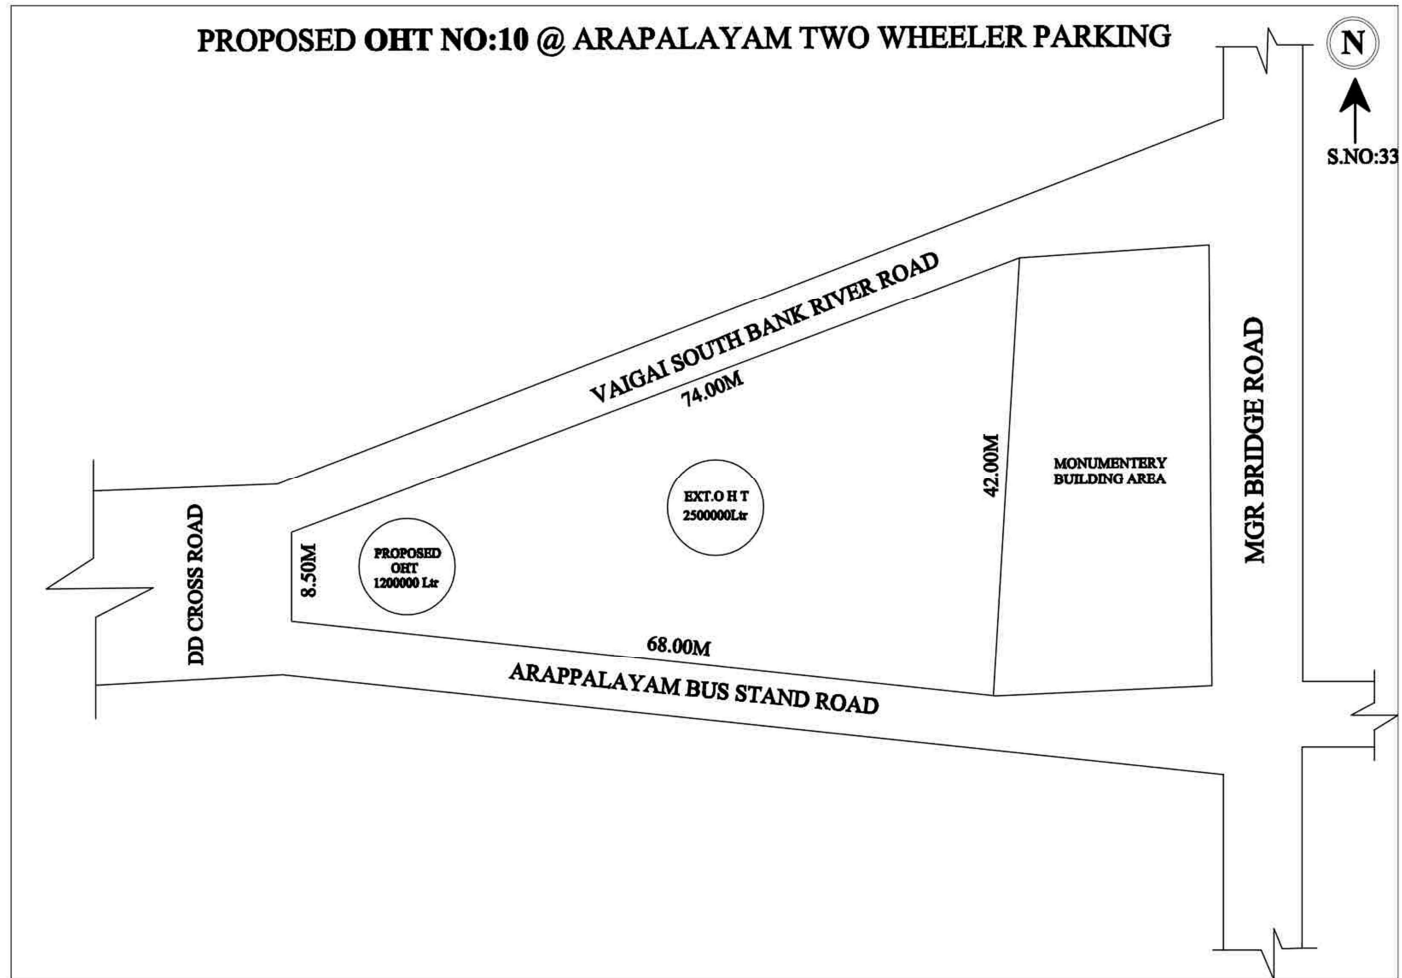 PROPOSED OHT NO:10 @ ARAPALAYAM TWO WHEELER PARKING
N
S.NO:33
VAIGAI SOUTH BANK RIVER ROAD
74.00M
42.00M
MONUMENTERY
BUILDING AREA
MGR BRIDGE ROAD
EXT.O H T
2500000Ltr
PROPOSED
OHT
1200000 Ltr
8.50M
DD CROSS ROAD
68.00M
ARAPPALAYAM BUS STAND ROAD